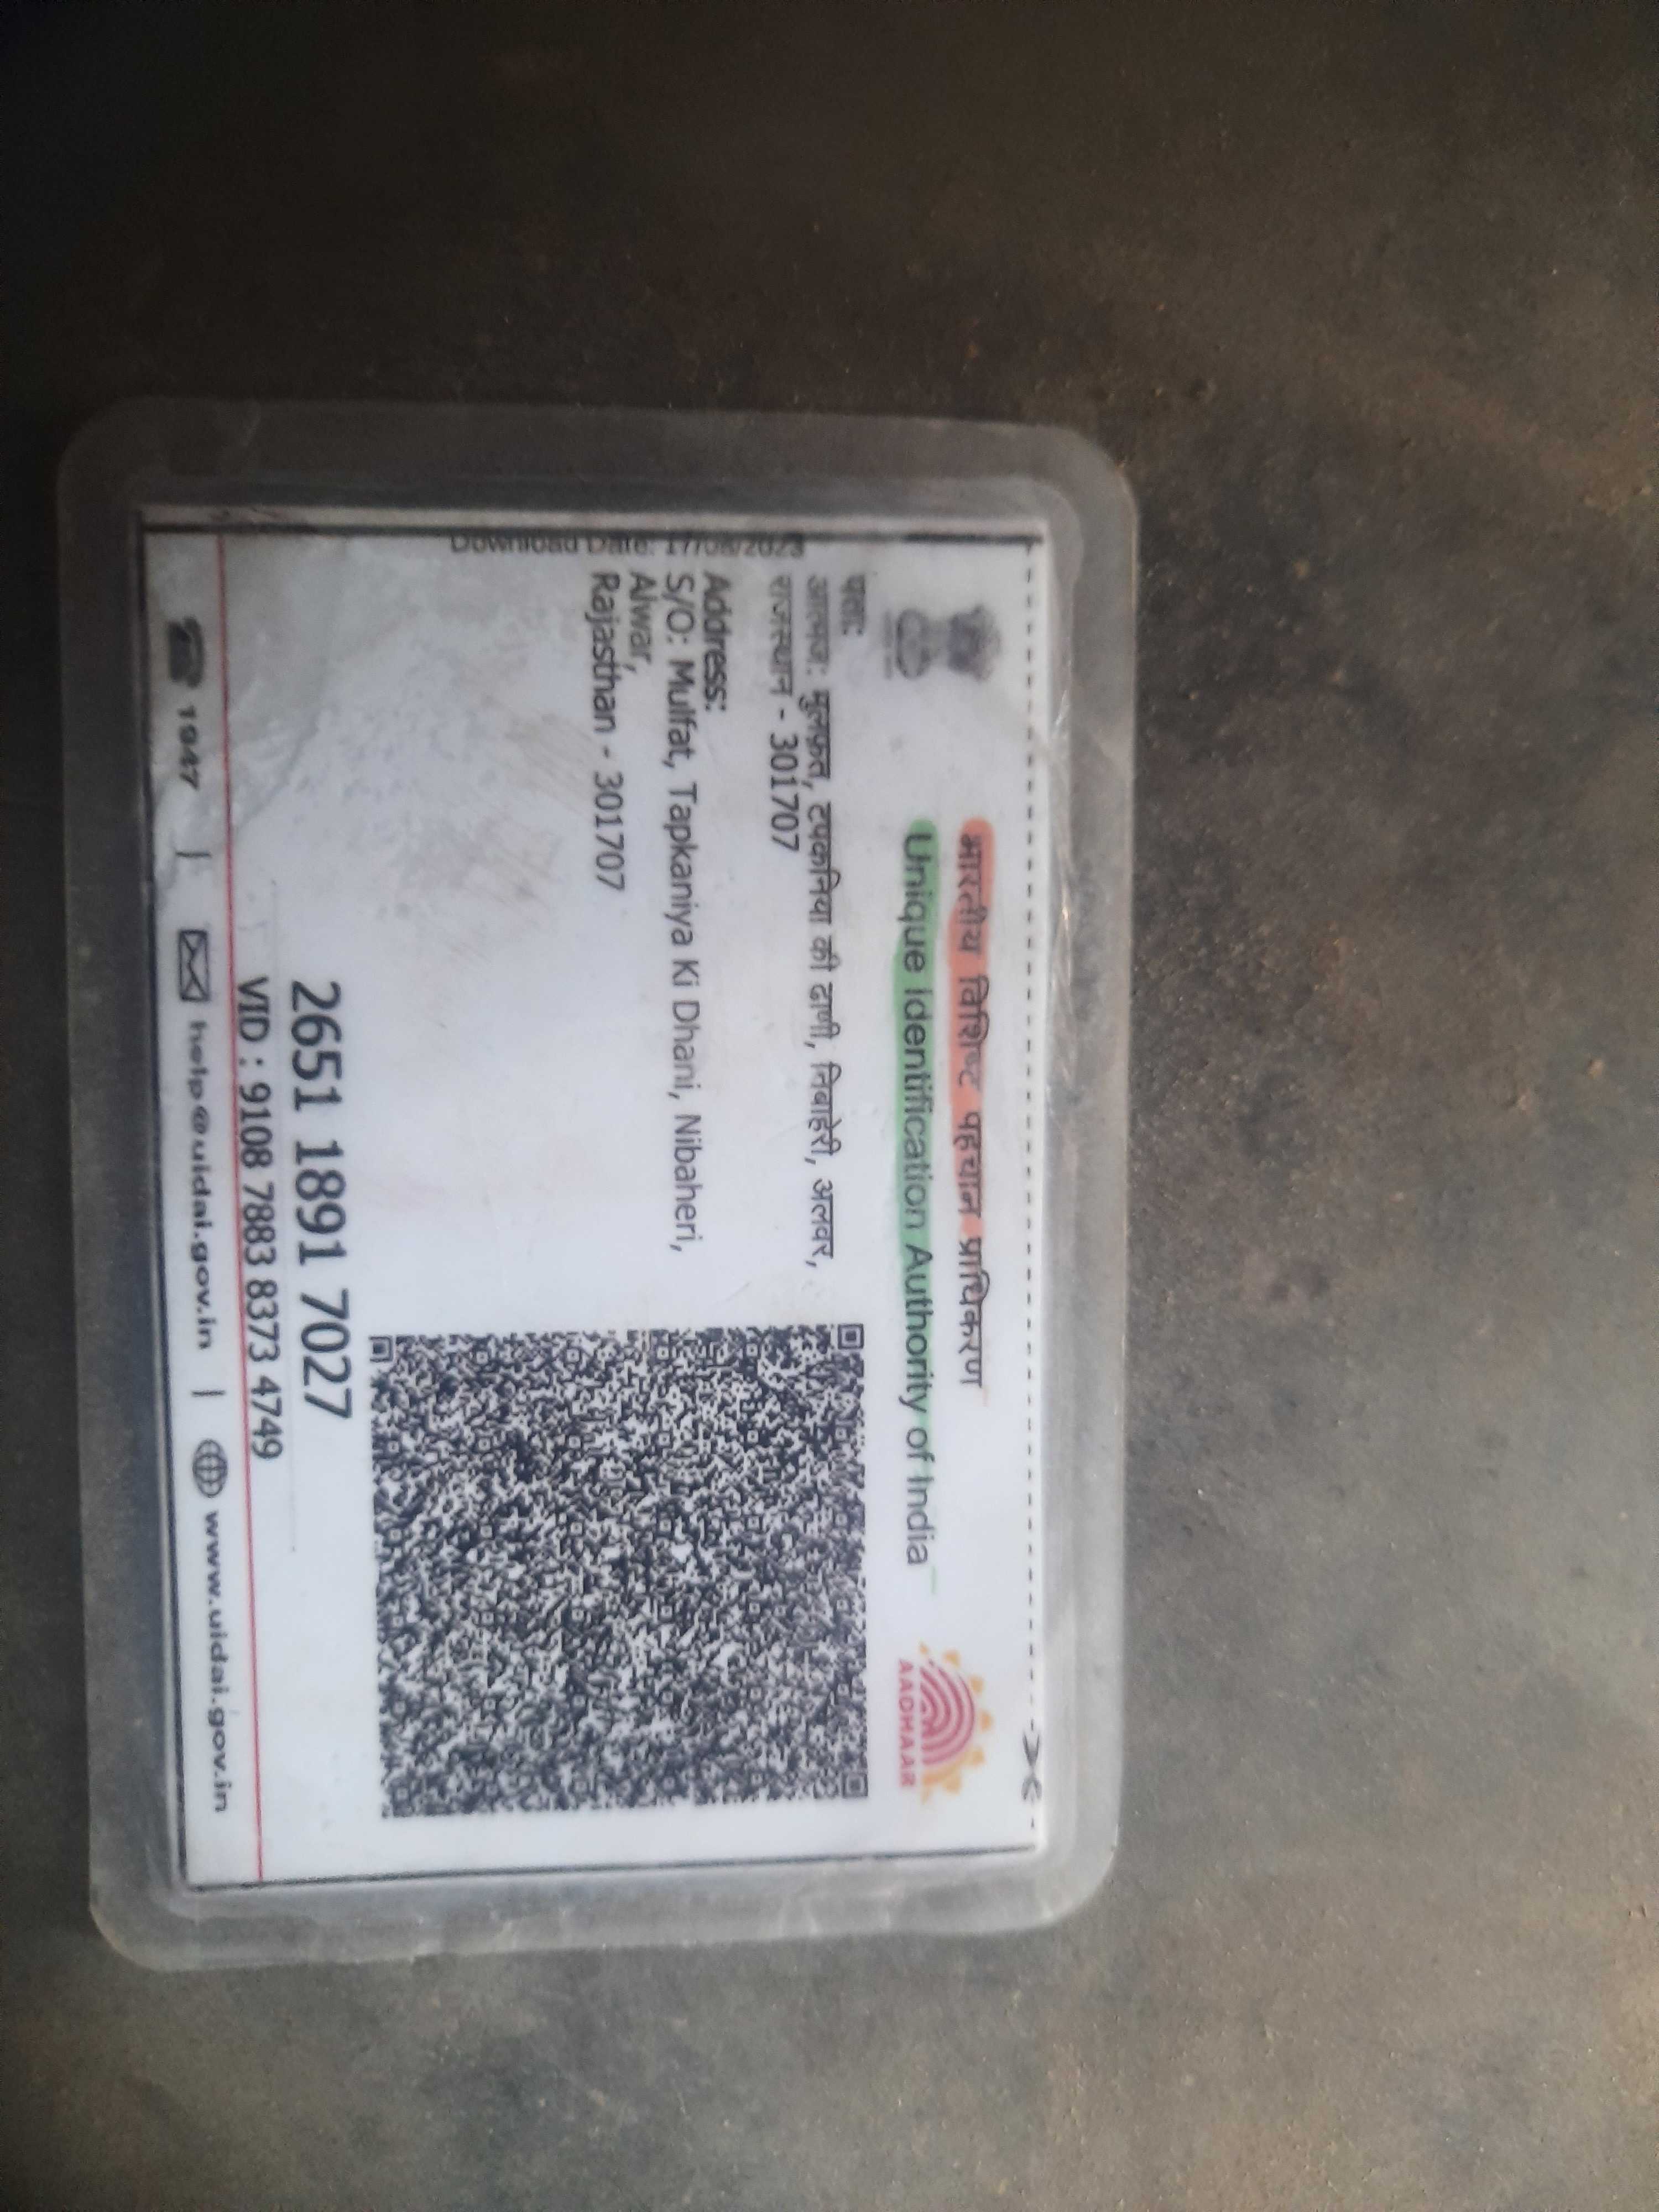 भारतीय विशिष्ट पहचान प्राधिकरण
Unique Identification Authority of India
AADHAAR
Download Date: 17/08/2023
पता:
आत्मज: मुल्फत, टपकनिया की ढाणी, निबाहेरी, अलवर,
राजस्थान - 301707
Address:
S/O: Mulfat, Tapkaniya Ki Dhani, Nibaheri,
Alwar,
Rajasthan - 301707
2651 1891 7027
VID : 9108 7883 8373 4749
1947 | help@uidai.gov.in | www.uidai.gov.in